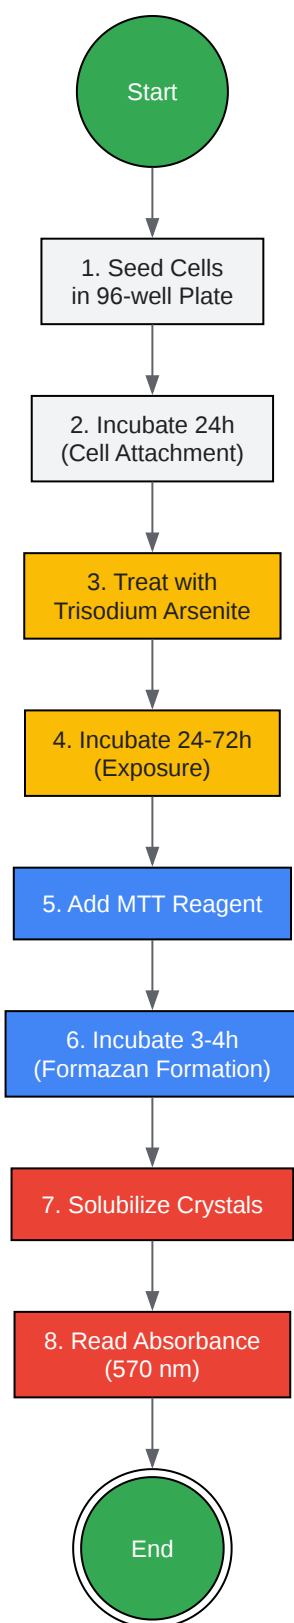 Start
1. Seed Cells
in 96-well Plate
2. Incubate 24h
(Cell Attachment)
3. Treat with
Trisodium Arsenite
4. Incubate 24-72h
(Exposure)
5. Add MTT Reagent
6. Incubate 3-4h
(Formazan Formation)
7. Solubilize Crystals
8. Read Absorbance
(570 nm)
End